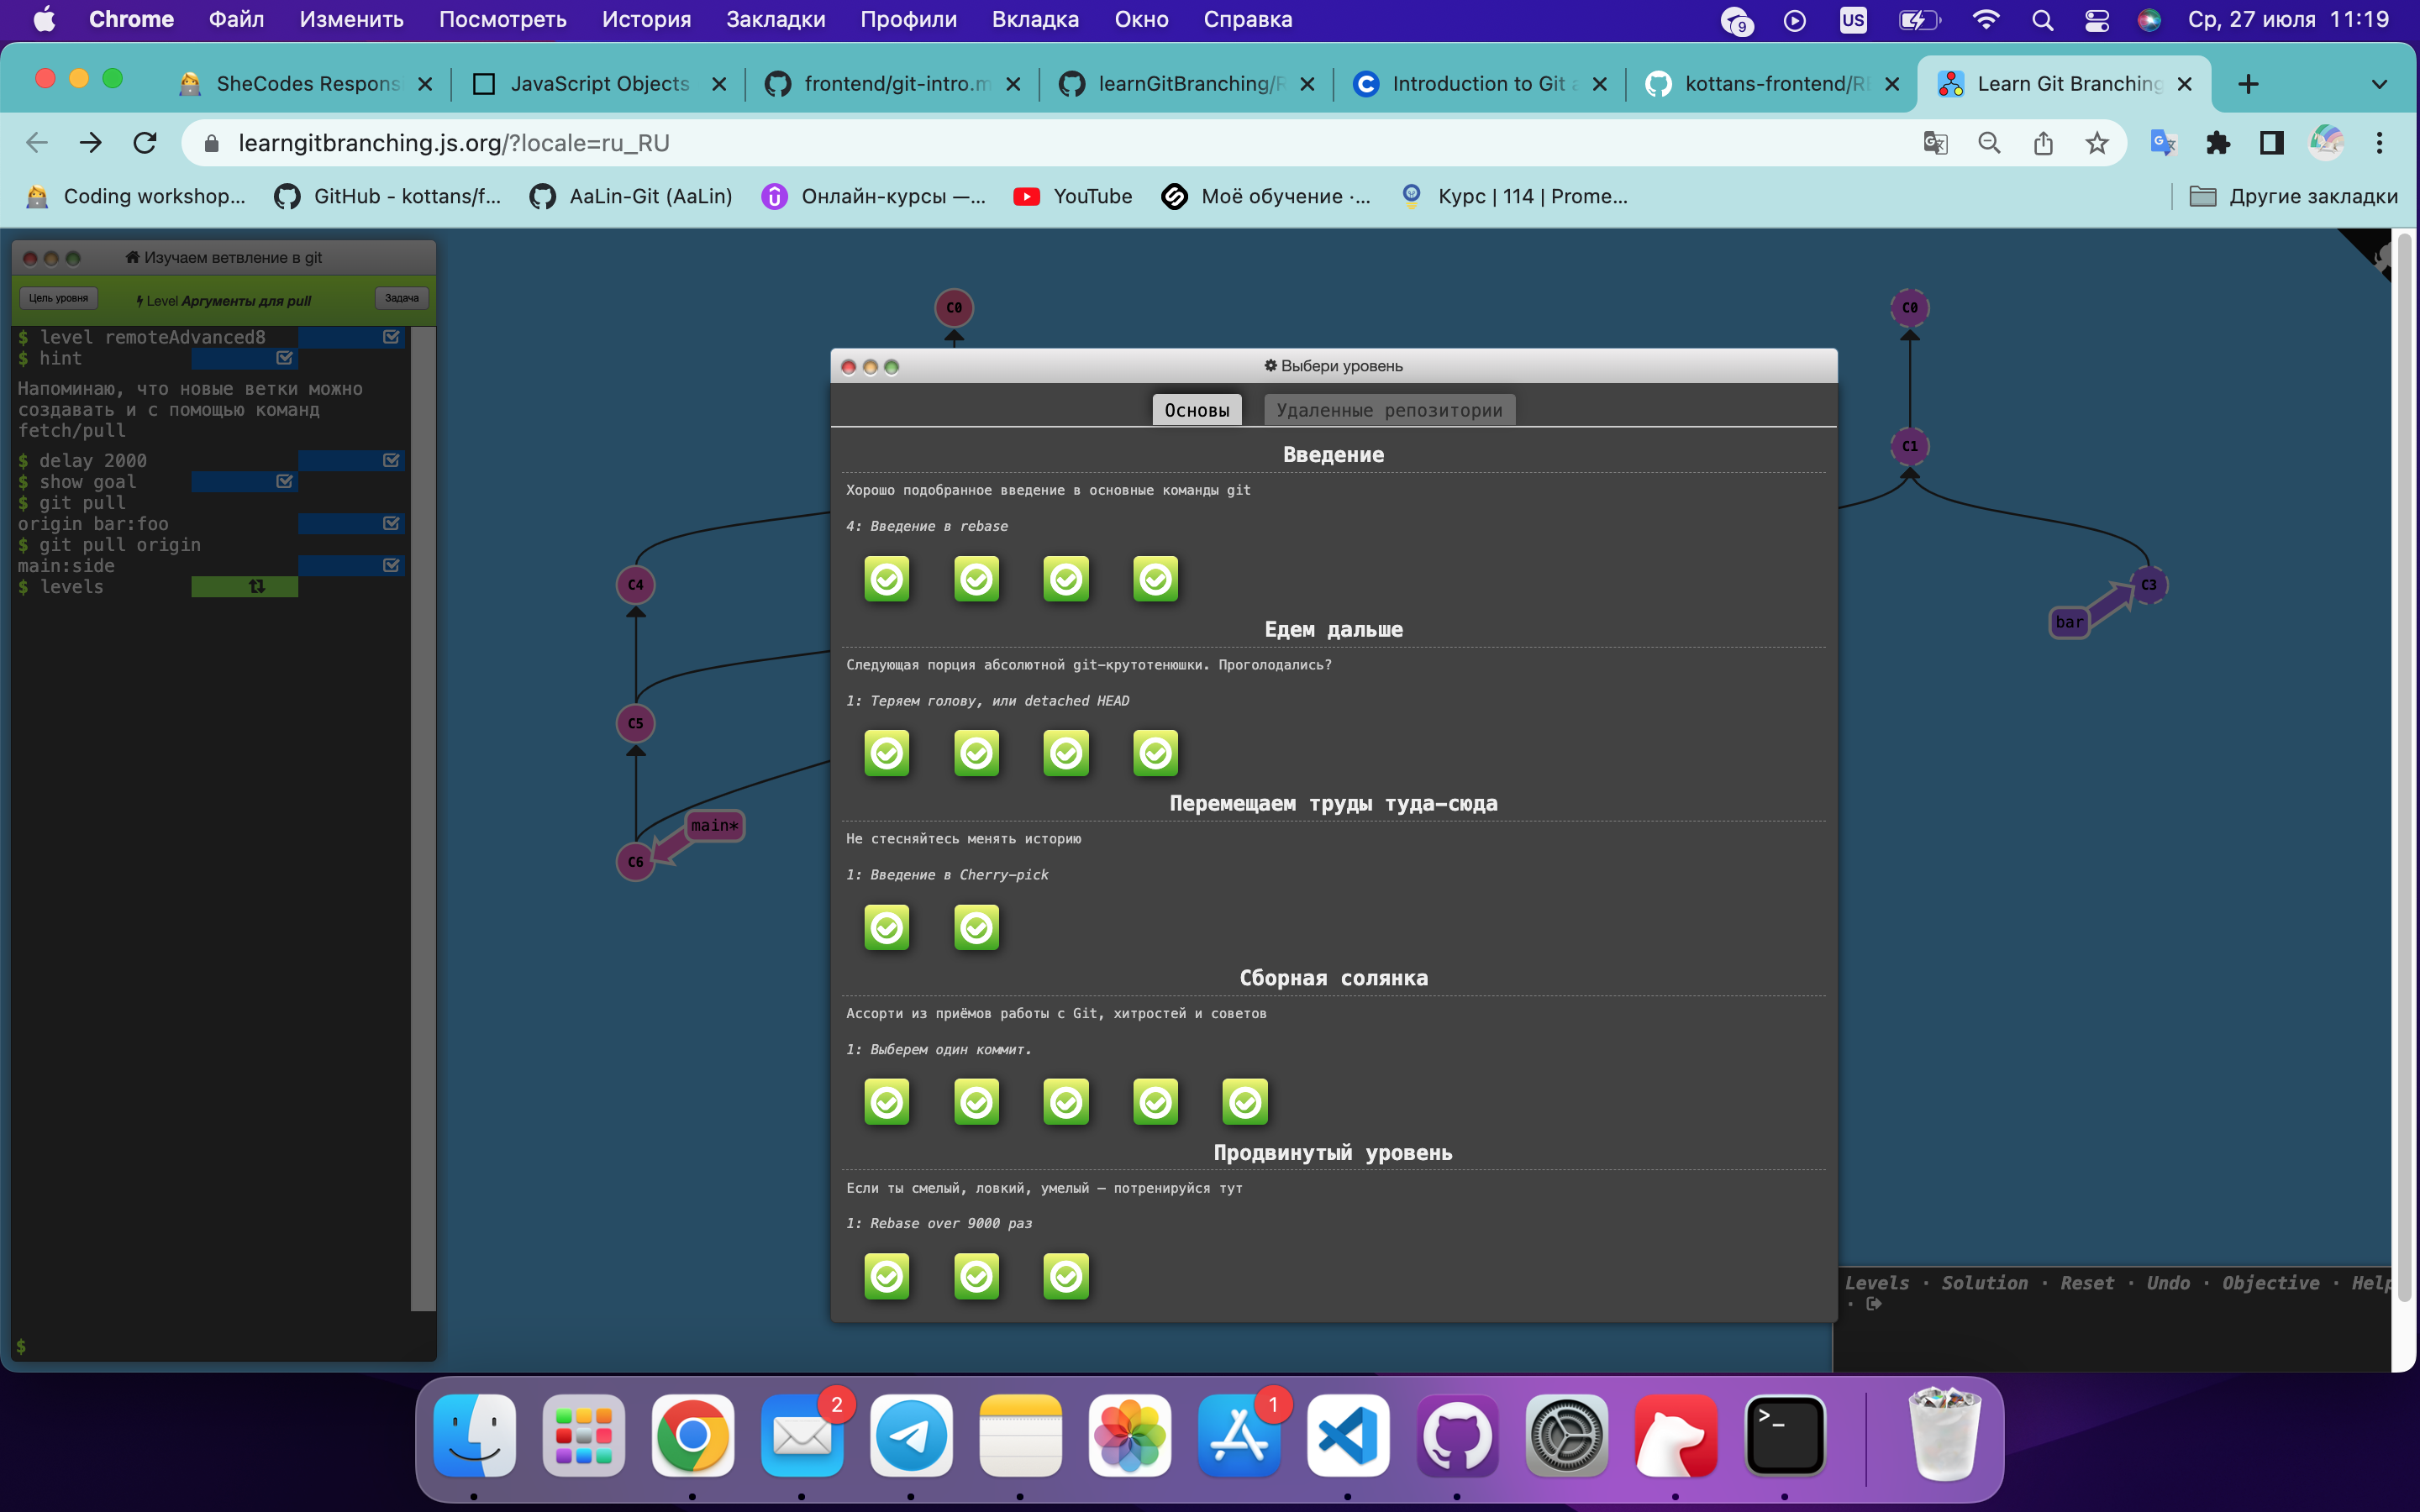 Chrome Файл Изменить Посмотреть История Закладки Профили Вкладка Окно Справка 9 US Ср, 27 июля 11:19
SheCodes Respons JavaScript Objects frontend/git-intro.m learnGitBranching/R Introduction to Git a kottans-frontend/RE Learn Git Branching
learngitbranching.js.org/?locale=ru_RU
Coding workshop... GitHub - kottans/f... AaLin-Git (AaLin) Онлайн-курсы —... YouTube Моё обучение ·... Курс | 114 | Prome... Другие закладки
Изучаем ветвление в git
Цель уровня Level Аргументы для pull Задача
$ level remoteAdvanced8
$ hint
Напоминаю, что новые ветки можно
создавать и с помощью команд
fetch/pull
$ delay 2000
$ show goal
$ git pull
origin bar:foo
$ git pull origin
main:side
$ levels
$
C0
C4
C5
main*
C6
Выбери уровень
Основы Удаленные репозитории
Введение
Хорошо подобранное введение в основные команды git
4: Введение в rebase
Едем дальше
Следующая порция абсолютной git-крутотенюшки. Проголодались?
1: Теряем голову, или detached HEAD
Перемещаем труды туда-сюда
Не стесняйтесь менять историю
1: Введение в Cherry-pick
Сборная солянка
Ассорти из приёмов работы с Git, хитростей и советов
1: Выберем один коммит.
Продвинутый уровень
Если ты смелый, ловкий, умелый — потренируйся тут
1: Rebase over 9000 раз
C0
C1
C3
bar
Levels · Solution · Reset · Undo · Objective · Help
·
2 1